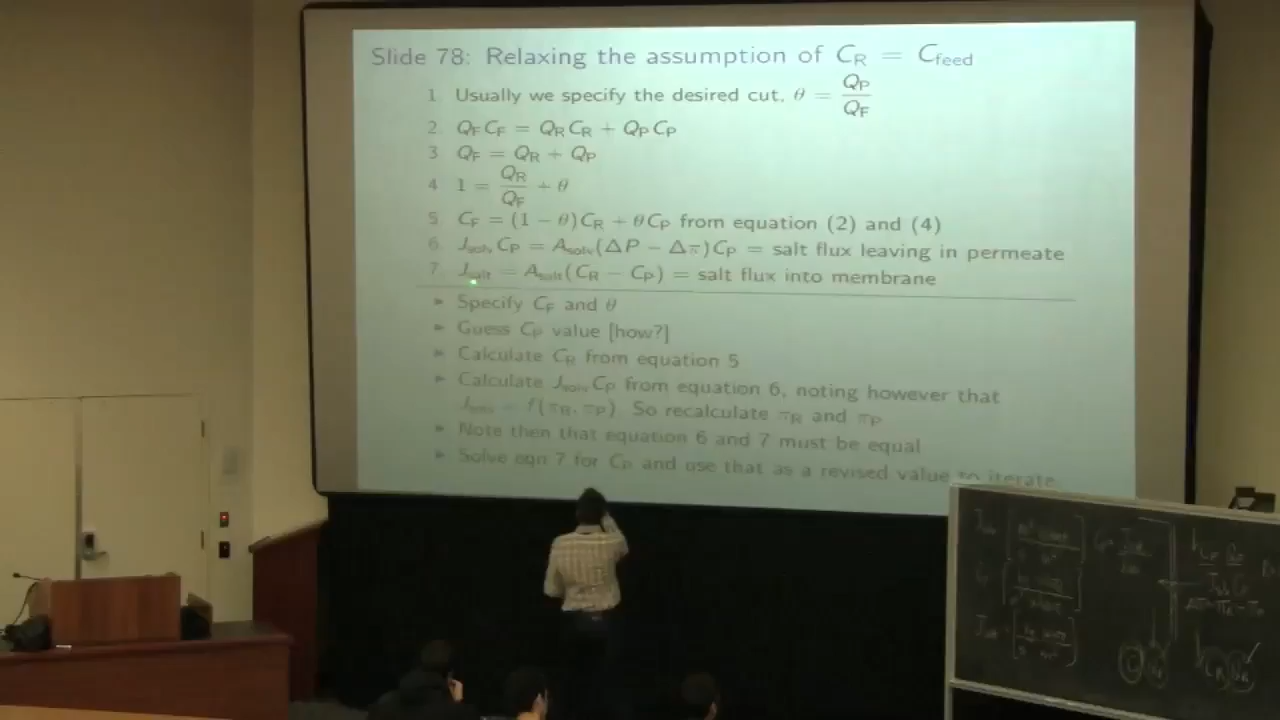 Slide 78: Relaxing the assumption of C_R = C_feed
1. Usually we specify the desired cut, θ = Q_P / Q_F
2. Q_F C_F = Q_R C_R + Q_P C_P
3 Q_F = Q_R + Q_P
4 1 = Q_R / Q_F + θ
5 C_F = (1 − θ)C_R + θC_P from equation (2) and (4)
6. J_solv C_P = A_solv(ΔP − Δπ)C_P = salt flux leaving in permeate
7. J_salt = A_salt(C_R − C_P) = salt flux into membrane
► Specify C_F and θ
► Guess C_P value [how?]
► Calculate C_R from equation 5
► Calculate J_solv C_P from equation 6, noting however that
J_solv = f(π_R, π_P). So recalculate π_R and π_P
► Note then that equation 6 and 7 must be equal
► Solve eqn 7 for C_P and use that as a revised value to iterate